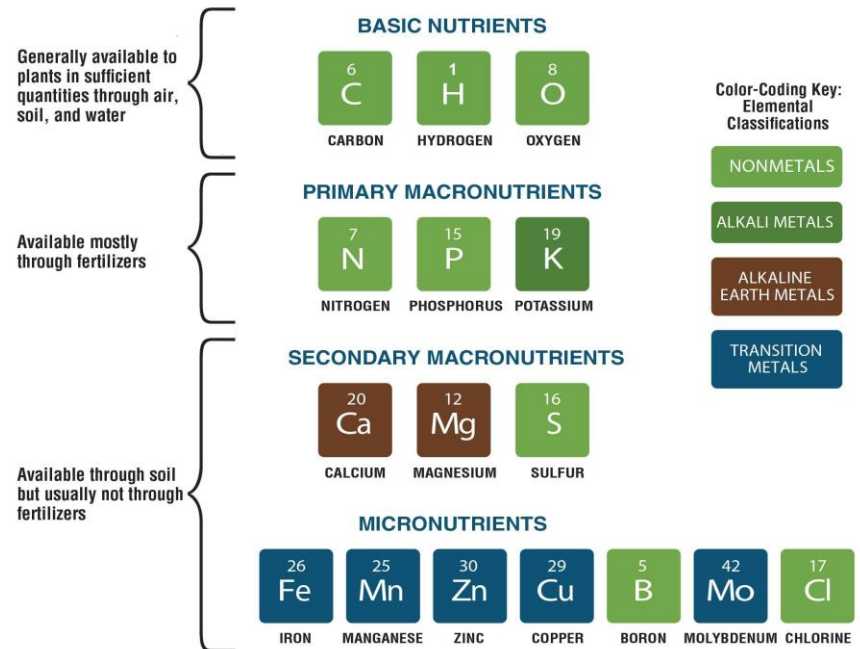 BASIC NUTRIENTS
Generally available to
plants in sufficient
quantities through air,
soil, and water
6
C
CARBON
1
H
HYDROGEN
8
O
OXYGEN
Color-Coding Key:
Elemental
Classifications
NONMETALS
ALKALI METALS
ALKALINE
EARTH METALS
TRANSITION
METALS
PRIMARY MACRONUTRIENTS
Available mostly
through fertilizers
7
N
NITROGEN
15
P
PHOSPHORUS
19
K
POTASSIUM
SECONDARY MACRONUTRIENTS
20
Ca
CALCIUM
12
Mg
MAGNESIUM
16
S
SULFUR
Available through soil
but usually not through
fertilizers
MICRONUTRIENTS
26
Fe
IRON
25
Mn
MANGANESE
30
Zn
ZINC
29
Cu
COPPER
5
B
BORON
42
Mo
MOLYBDENUM
17
Cl
CHLORINE